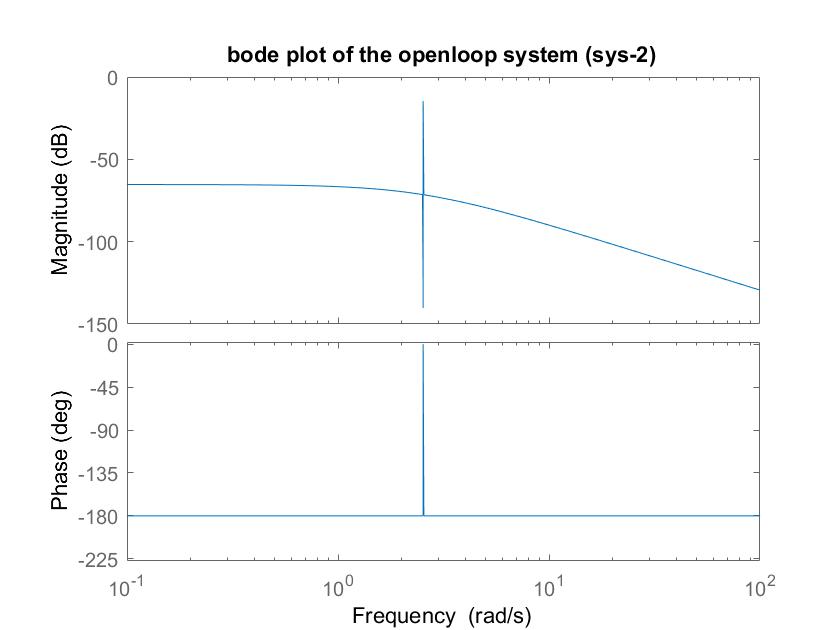 bode plot of the openloop system (sys-2)
0
-50
-100
-150
Magnitude (dB)
0
-45
-90
-135
-180
-225
Phase (deg)
10^-1 10^0 10^1 10^2
Frequency (rad/s)